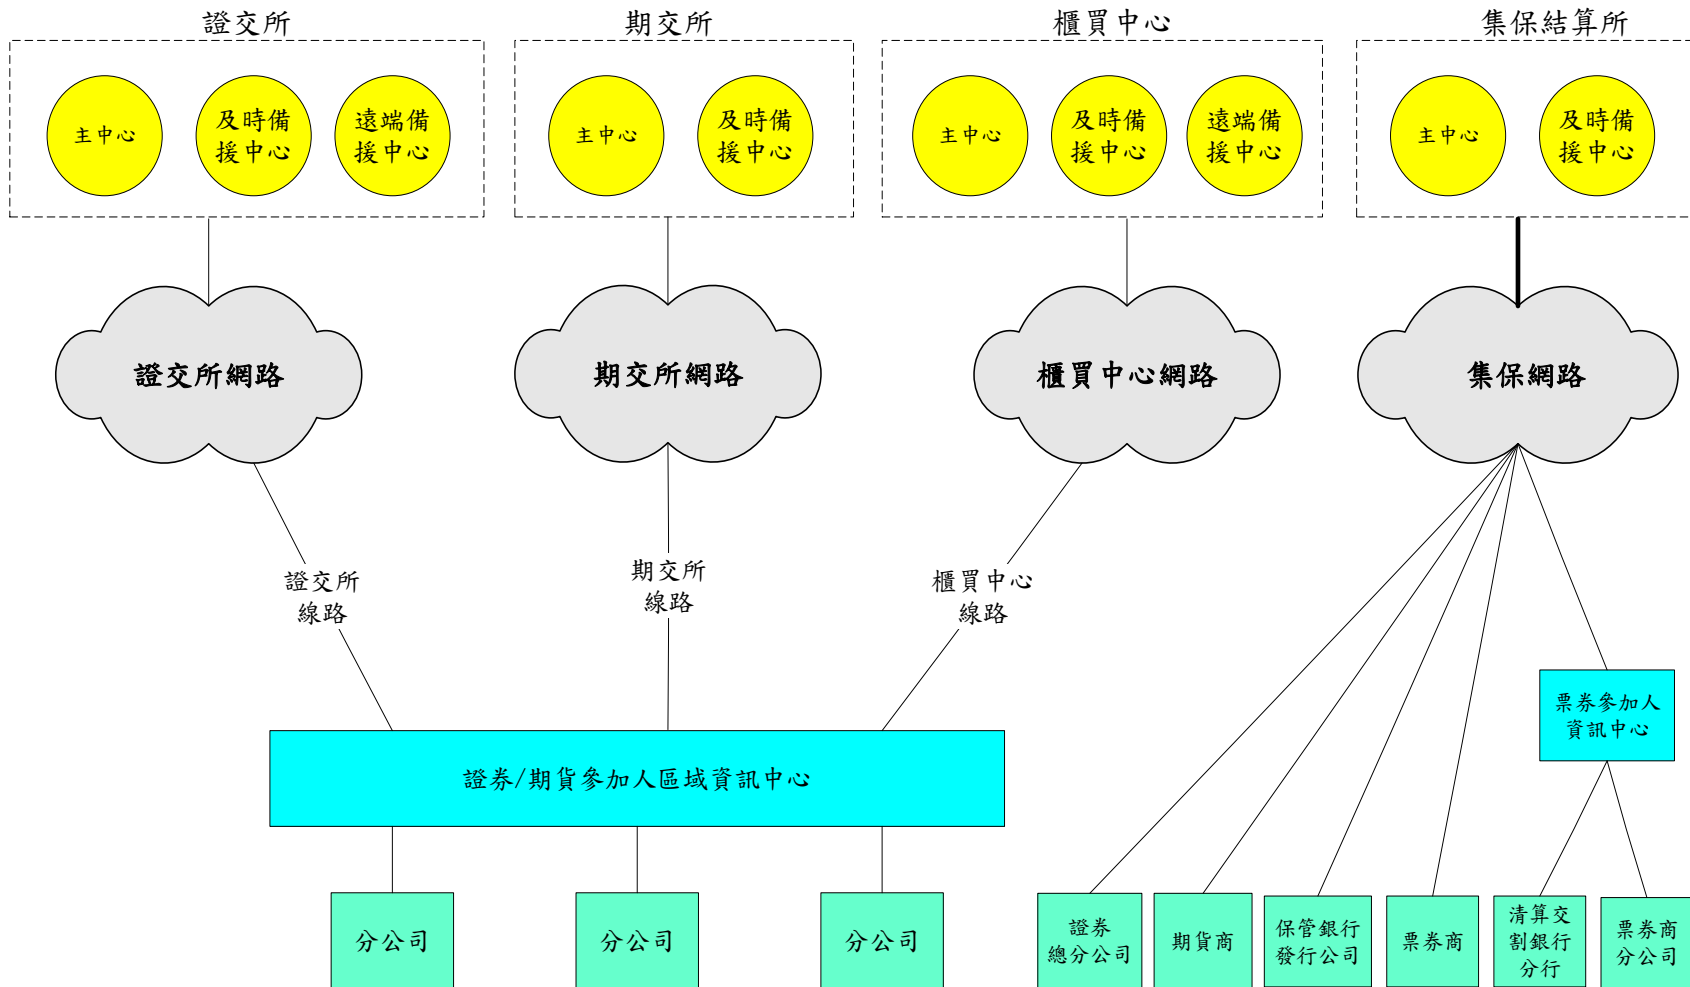 證交所
期交所
櫃買中心
集保結算所
主中心
及時備
援中心
遠端備
援中心
主中心
及時備
援中心
主中心
及時備
援中心
遠端備
援中心
主中心
及時備
援中心
證交所網路
期交所網路
櫃買中心網路
集保網路
證交所
線路
期交所
線路
櫃買中心
線路
票券參加人
資訊中心
證券/期貨參加人區域資訊中心
分公司
分公司
分公司
證券
總分公司
期貨商
保管銀行
發行公司
票券商
清算交
割銀行
分行
票券商
分公司